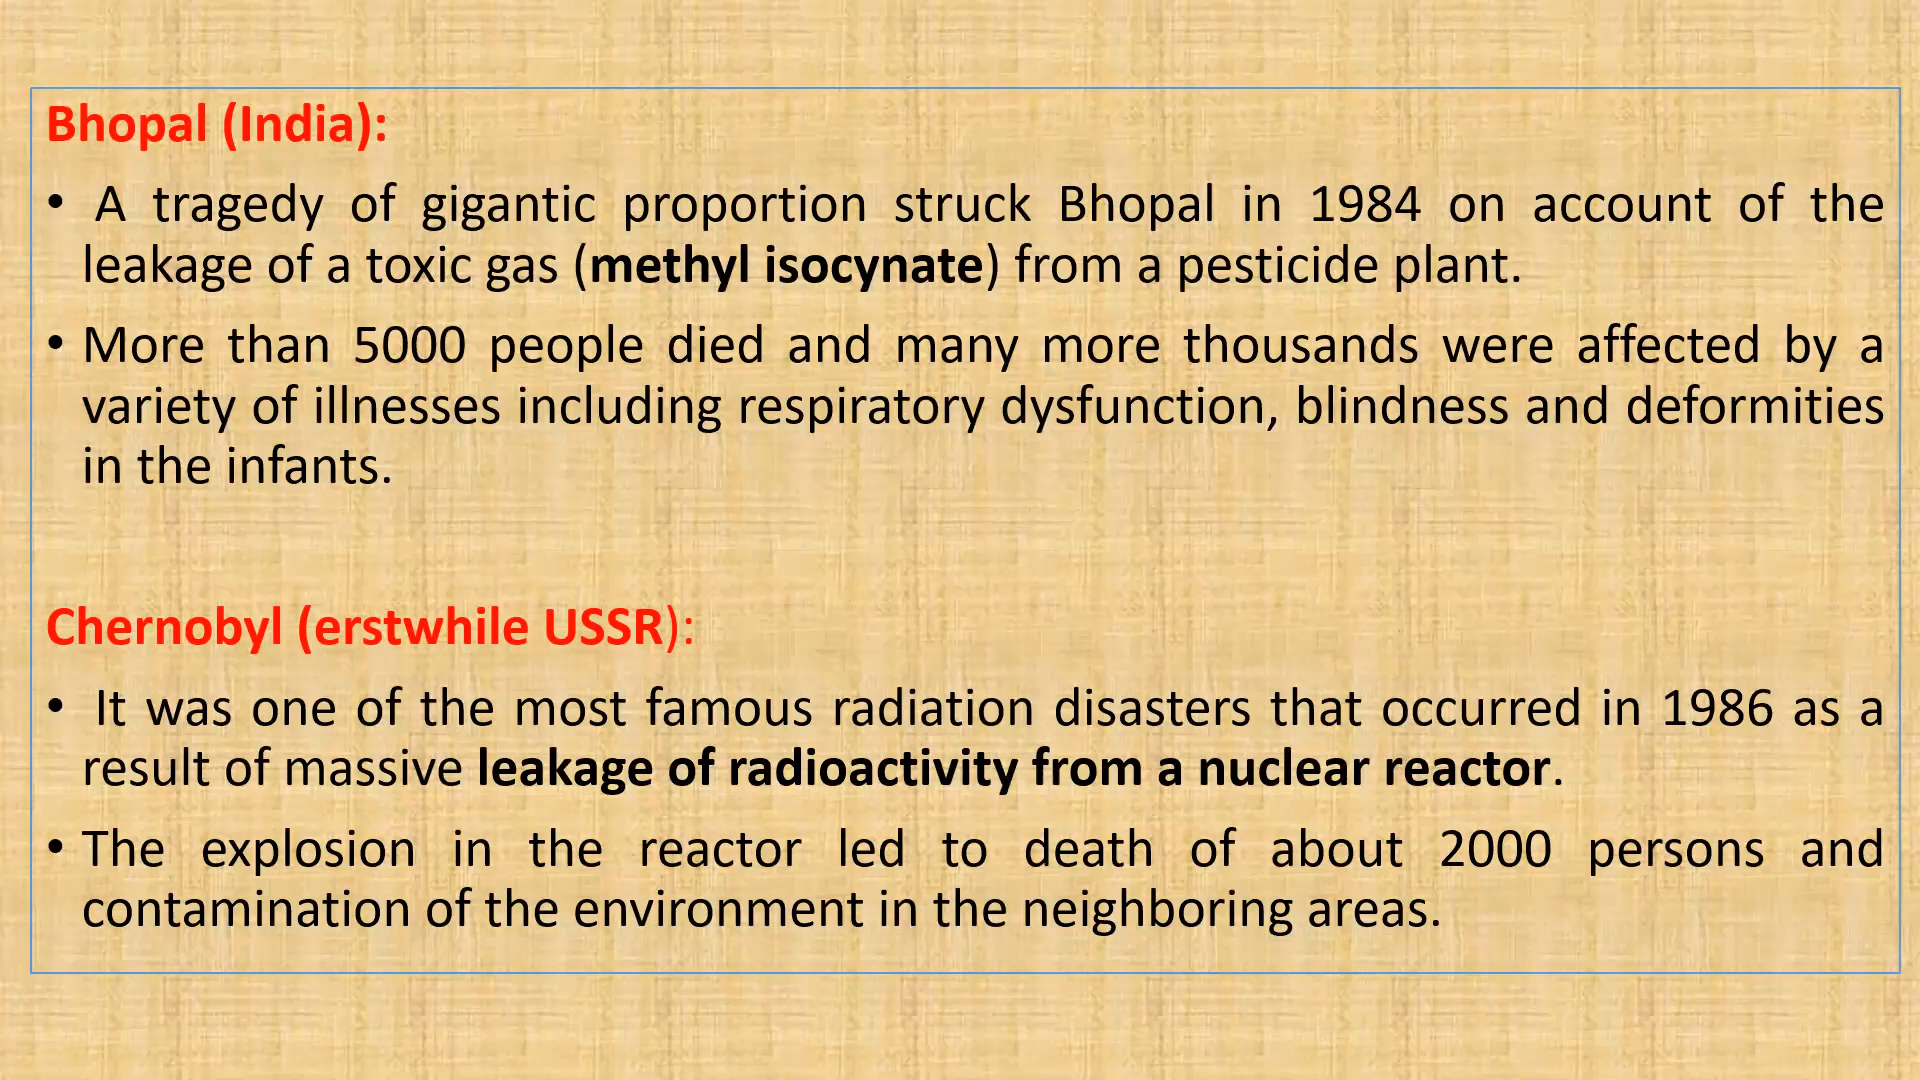 Bhopal (India):
• A tragedy of gigantic proportion struck Bhopal in 1984 on account of the
leakage of a toxic gas (methyl isocynate) from a pesticide plant.
• More than 5000 people died and many more thousands were affected by a
variety of illnesses including respiratory dysfunction, blindness and deformities
in the infants.
Chernobyl (erstwhile USSR):
• It was one of the most famous radiation disasters that occurred in 1986 as a
result of massive leakage of radioactivity from a nuclear reactor.
• The explosion in the reactor led to death of about 2000 persons and
contamination of the environment in the neighboring areas.